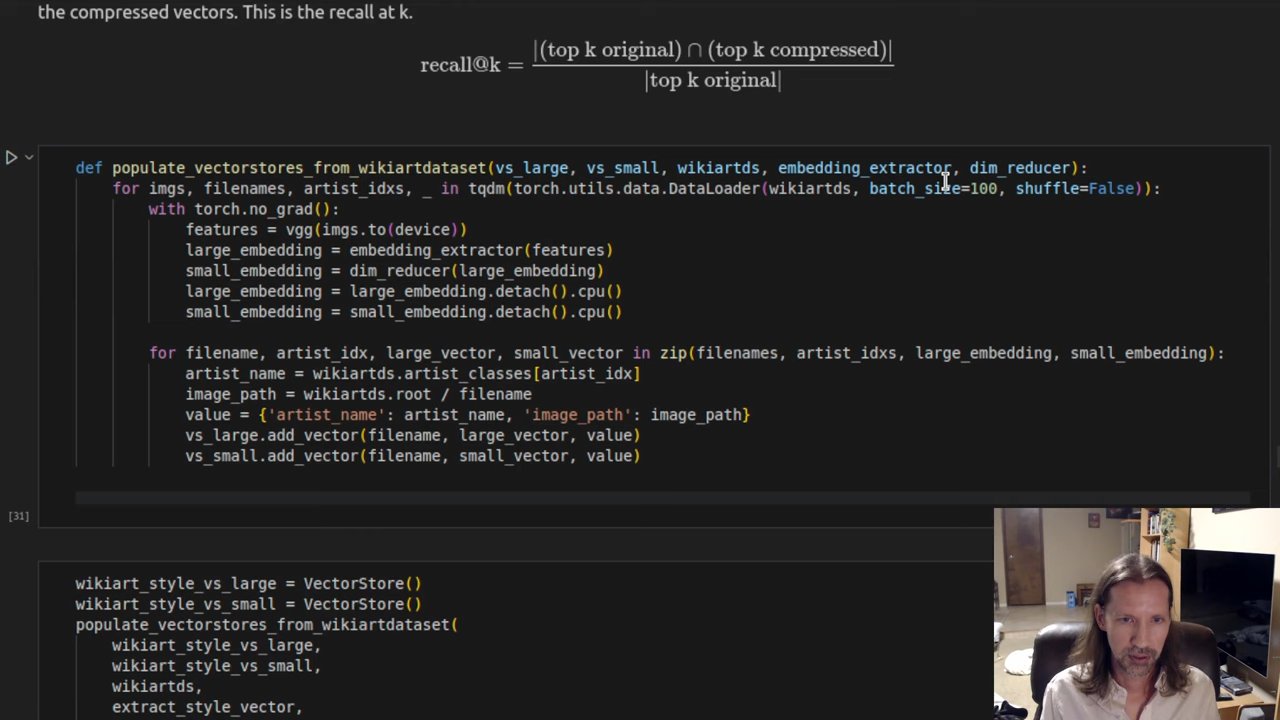 the compressed vectors. This is the recall at k.
recall@k = |(top k original) ∩ (top k compressed)| / |top k original|
def populate_vectorstores_from_wikiartdataset(vs_large, vs_small, wikiartds, embedding_extractor, dim_reducer):
for imgs, filenames, artist_idxs, _ in tqdm(torch.utils.data.DataLoader(wikiartds, batch_size=100, shuffle=False)):
with torch.no_grad():
features = vgg(imgs.to(device))
large_embedding = embedding_extractor(features)
small_embedding = dim_reducer(large_embedding)
large_embedding = large_embedding.detach().cpu()
small_embedding = small_embedding.detach().cpu()
for filename, artist_idx, large_vector, small_vector in zip(filenames, artist_idxs, large_embedding, small_embedding):
artist_name = wikiartds.artist_classes[artist_idx]
image_path = wikiartds.root / filename
value = {'artist_name': artist_name, 'image_path': image_path}
vs_large.add_vector(filename, large_vector, value)
vs_small.add_vector(filename, small_vector, value)
[31]
wikiart_style_vs_large = VectorStore()
wikiart_style_vs_small = VectorStore()
populate_vectorstores_from_wikiartdataset(
wikiart_style_vs_large,
wikiart_style_vs_small,
wikiartds,
extract_style_vector,